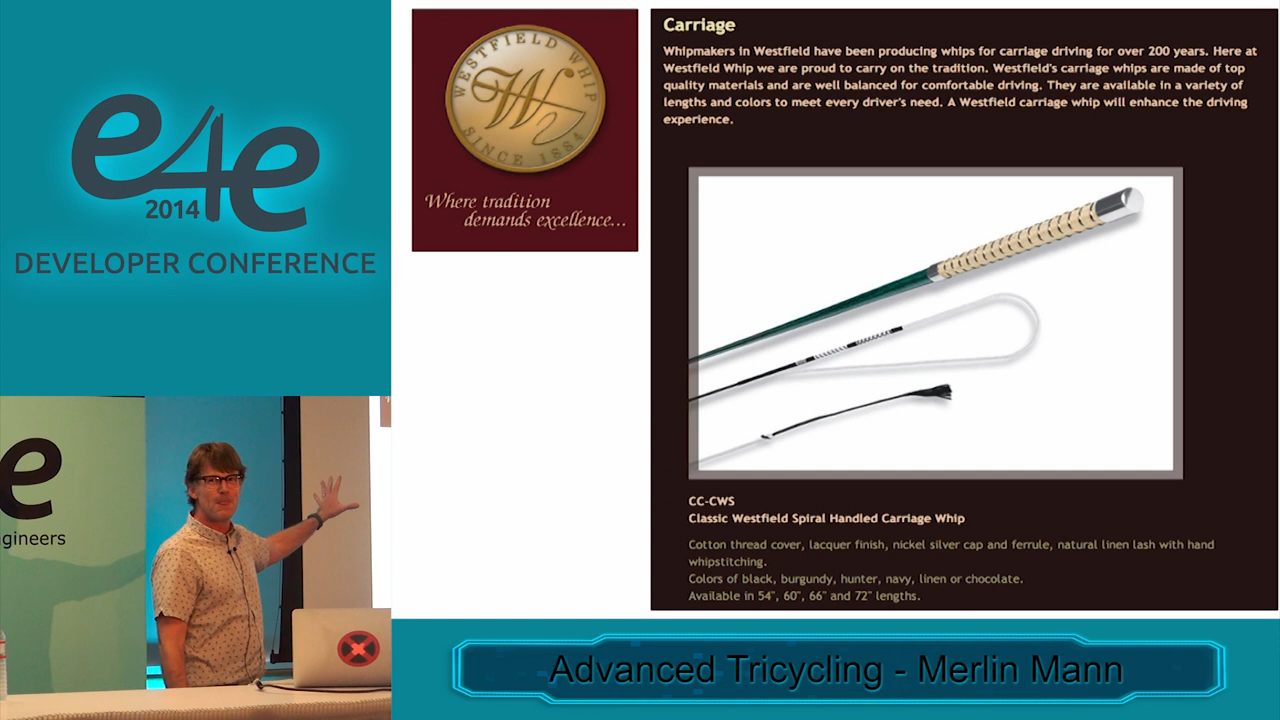 e4e
2014
DEVELOPER CONFERENCE
WESTFIELD WHIP
W
SINCE 1884
Where tradition
demands excellence...
Carriage
Whipmakers in Westfield have been producing whips for carriage driving for over 200 years. Here at
Westfield Whip we are proud to carry on the tradition. Westfield's carriage whips are made of top
quality materials and are well balanced for comfortable driving. They are available in a variety of
lengths and colors to meet every driver's need. A Westfield carriage whip will enhance the driving
experience.
CC-CWS
Classic Westfield Spiral Handled Carriage Whip
Cotton thread cover, lacquer finish, nickel silver cap and ferrule, natural linen lash with hand
whipstitching.
Colors of black, burgundy, hunter, navy, linen or chocolate.
Available in 54", 60", 66" and 72" lengths.
e
gineers
Advanced Tricycling - Merlin Mann